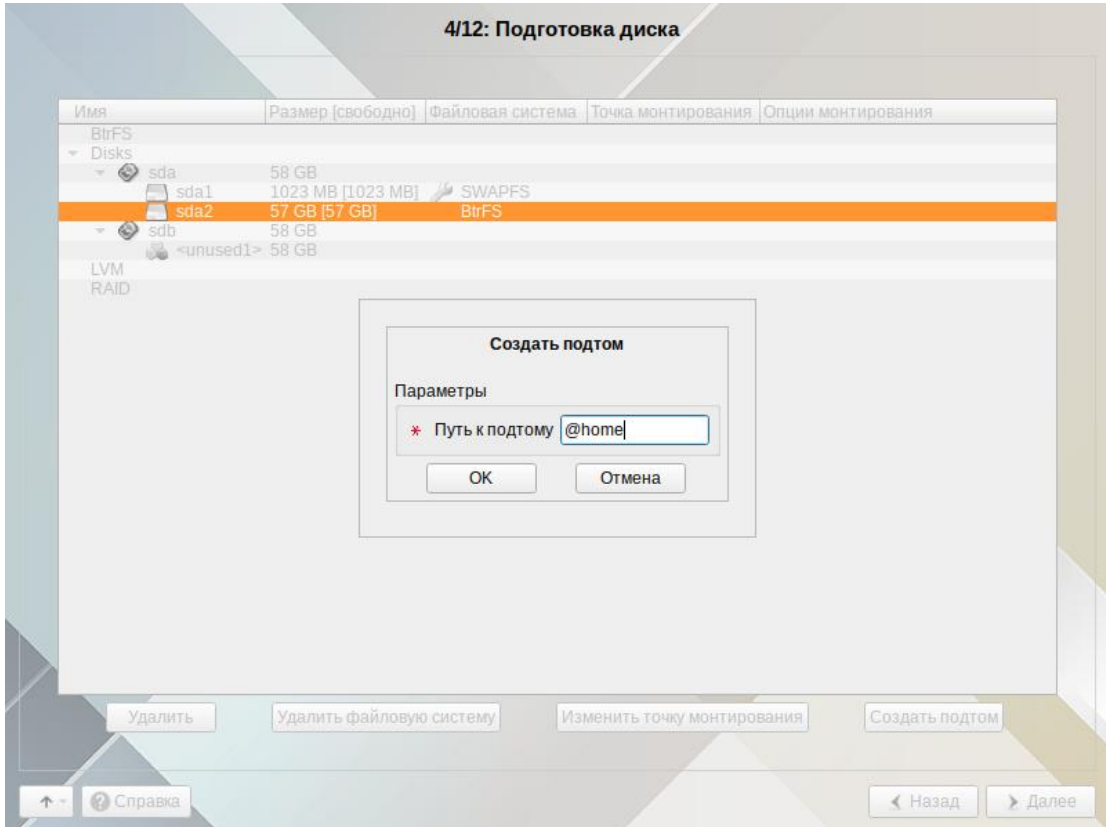 4/12: Подготовка диска
Имя Размер [свободно] Файловая система Точка монтирования Опции монтирования
BtrFS
Disks
sda 58 GB
sda1 1023 MB [1023 MB] SWAPFS
sda2 57 GB [57 GB] BtrFS
sdb 58 GB
<unused1> 58 GB
LVM
RAID
Создать подтом
Параметры
* Путь к подтому @home
OK Отмена
Удалить Удалить файловую систему Изменить точку монтирования Создать подтом
Справка Назад Далее